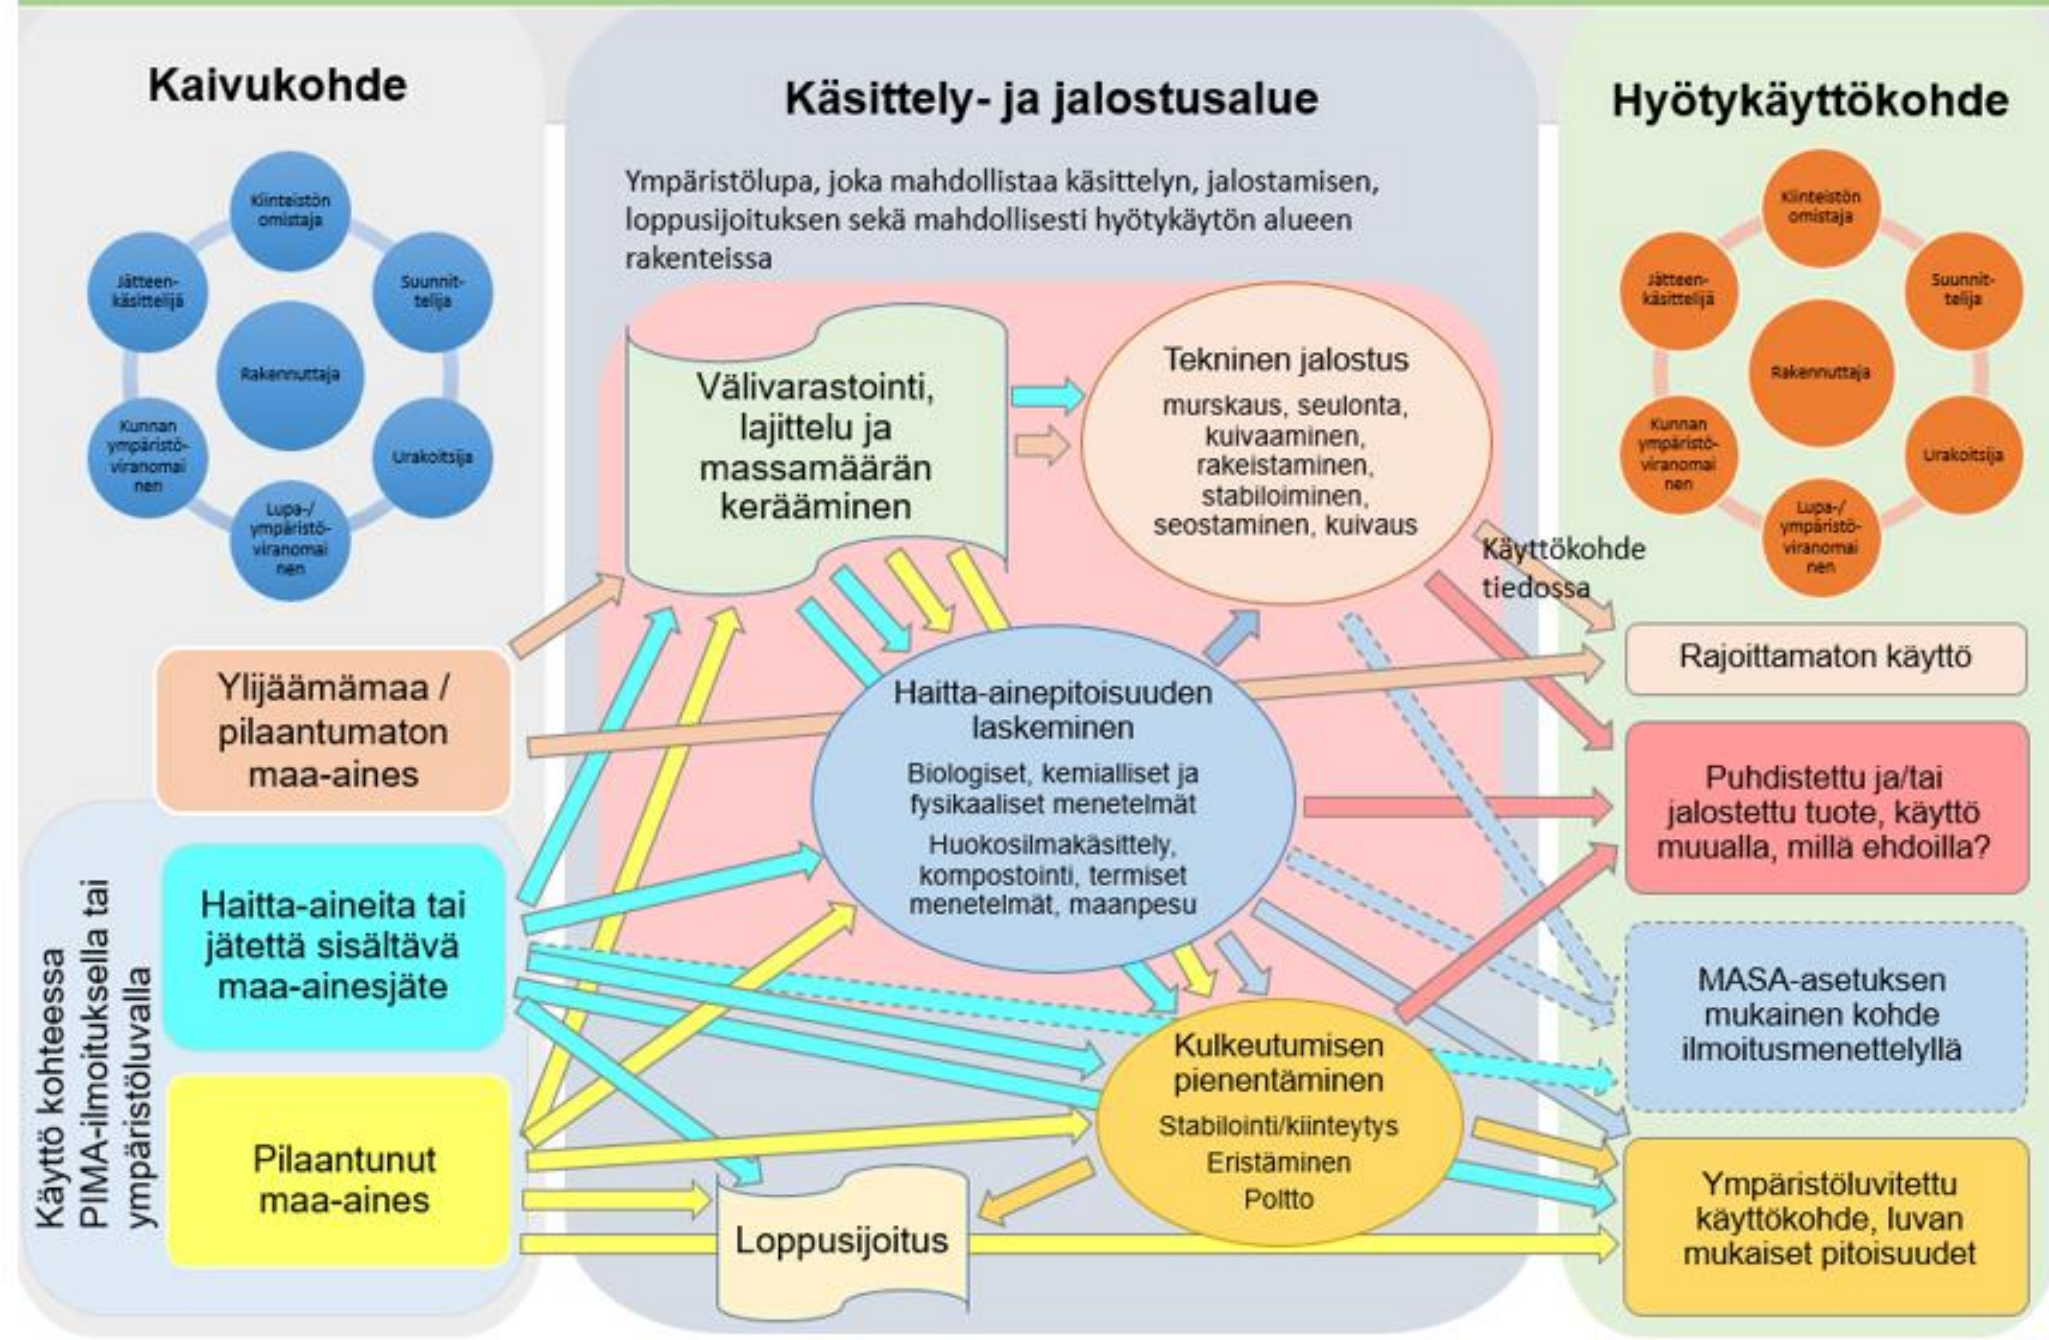 Kaivukohde
Kiinteistön
omistaja
Suunnit-
telija
Urakoitsija
Lupa-/
ympäristö-
viranomai
nen
Kunnan
ympäristö-
viranomai
nen
Jätteen-
käsittelijä
Rakennuttaja
Ylijäämämaa /
pilaantumaton
maa-aines
Käyttö kohteessa
PIMA-ilmoituksella tai
ympäristöluvalla
Haitta-aineita tai
jätettä sisältävä
maa-ainesjäte
Pilaantunut
maa-aines
Käsittely- ja jalostusalue
Ympäristölupa, joka mahdollistaa käsittelyn, jalostamisen,
loppusijoituksen sekä mahdollisesti hyötykäytön alueen
rakenteissa
Välivarastointi,
lajittelu ja
massamäärän
kerääminen
Tekninen jalostus
murskaus, seulonta,
kuivaaminen,
rakeistaminen,
stabiloiminen,
seostaminen, kuivaus
Käyttökohde
tiedossa
Haitta-ainepitoisuuden
laskeminen
Biologiset, kemialliset ja
fysikaaliset menetelmät
Huokosilmakäsittely,
kompostointi, termiset
menetelmät, maanpesu
Kulkeutumisen
pienentäminen
Stabilointi/kiinteytys
Eristäminen
Poltto
Loppusijoitus
Hyötykäyttökohde
Kiinteistön
omistaja
Suunnit-
telija
Urakoitsija
Lupa-/
ympäristö-
viranomai
nen
Kunnan
ympäristö-
viranomai
nen
Jätteen-
käsittelijä
Rakennuttaja
Rajoittamaton käyttö
Puhdistettu ja/tai
jalostettu tuote, käyttö
muualla, millä ehdoilla?
MASA-asetuksen
mukainen kohde
ilmoitusmenettelyllä
Ympäristöluvitettu
käyttökohde, luvan
mukaiset pitoisuudet